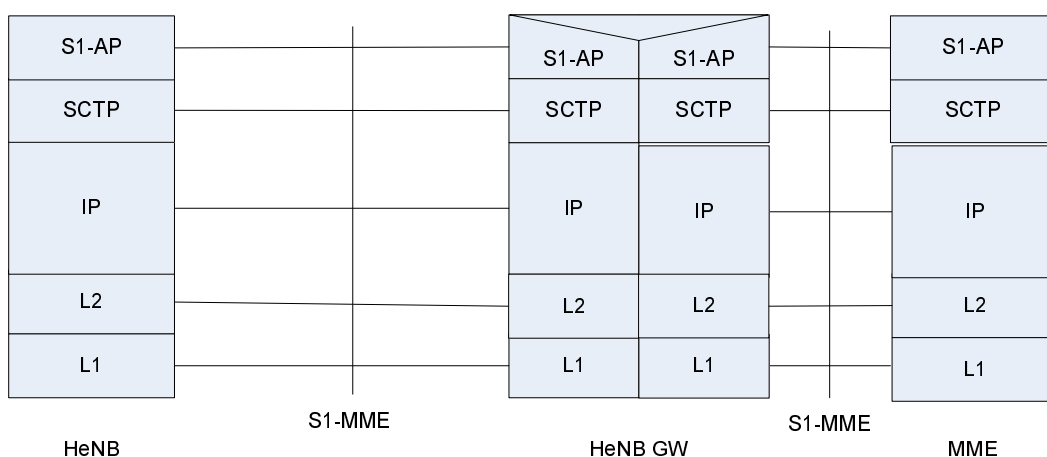 S1-AP
S1-AP
S1-AP
S1-AP
SCTP
SCTP
SCTP
SCTP
IP
IP
IP
IP
L2
L2
L2
L2
L1
L1
L1
L1
S1-MME
S1-MME
HeNB
HeNB GW
MME